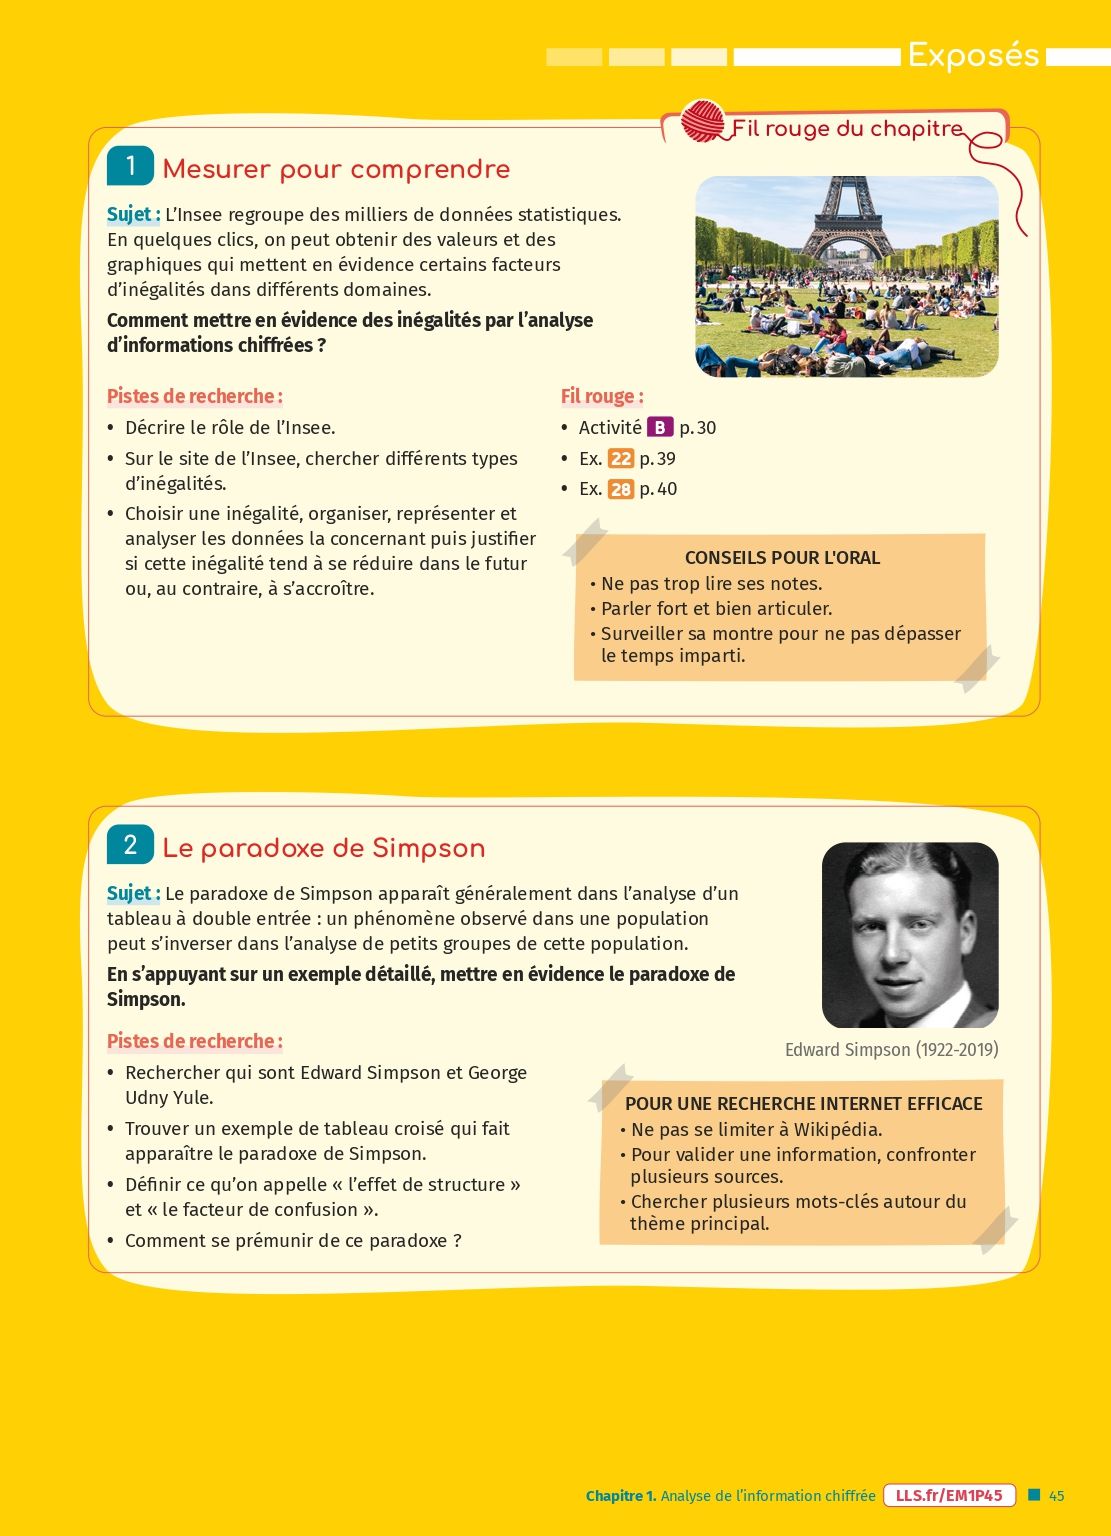 Exposés
Fil rouge du chapitre
1 Mesurer pour comprendre
Sujet : L’Insee regroupe des milliers de données statistiques.
En quelques clics, on peut obtenir des valeurs et des
graphiques qui mettent en évidence certains facteurs
d’inégalités dans différents domaines.
Comment mettre en évidence des inégalités par l’analyse
d’informations chiffrées ?
Pistes de recherche :
• Décrire le rôle de l’Insee.
• Sur le site de l’Insee, chercher différents types
d’inégalités.
• Choisir une inégalité, organiser, représenter et
analyser les données la concernant puis justifier
si cette inégalité tend à se réduire dans le futur
ou, au contraire, à s’accroître.
Fil rouge :
• Activité B p. 30
• Ex. 22 p. 39
• Ex. 28 p. 40
CONSEILS POUR L'ORAL
• Ne pas trop lire ses notes.
• Parler fort et bien articuler.
• Surveiller sa montre pour ne pas dépasser
le temps imparti.
2 Le paradoxe de Simpson
Sujet : Le paradoxe de Simpson apparaît généralement dans l’analyse d’un
tableau à double entrée : un phénomène observé dans une population
peut s’inverser dans l’analyse de petits groupes de cette population.
En s’appuyant sur un exemple détaillé, mettre en évidence le paradoxe de
Simpson.
Edward Simpson (1922-2019)
Pistes de recherche :
• Rechercher qui sont Edward Simpson et George
Udny Yule.
• Trouver un exemple de tableau croisé qui fait
apparaître le paradoxe de Simpson.
• Définir ce qu’on appelle « l’effet de structure »
et « le facteur de confusion ».
• Comment se prémunir de ce paradoxe ?
POUR UNE RECHERCHE INTERNET EFFICACE
• Ne pas se limiter à Wikipédia.
• Pour valider une information, confronter
plusieurs sources.
• Chercher plusieurs mots-clés autour du
thème principal.
Chapitre 1. Analyse de l’information chiffrée LLS.fr/EM1P45 45